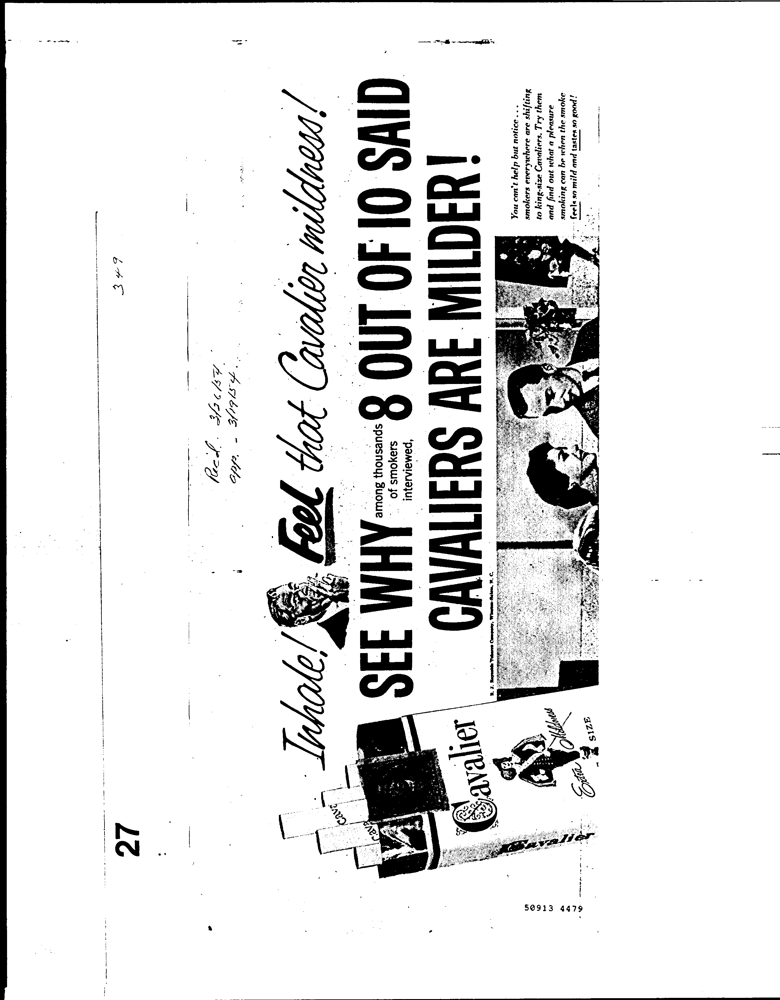 27
349
Rec'd. 3/26/54.
app. - 3/19/54.
Inhale! Feel that Cavalier mildness!
SEE WHY among thousands
of smokers
interviewed, 8 OUT OF 10 SAID
CAVALIERS ARE MILDER!
You can't help but notice . . .
smokers everywhere are shifting
to king-size Cavaliers. Try them
and find out what a pleasure
smoking can be when the smoke
feels so mild and tastes so good!
R. J. Reynolds Tobacco Company, Winston-Salem, N. C.
CAVA
CAVA
Cavalier
Extra Mildness
SIZE
Cavalier
50913 4479